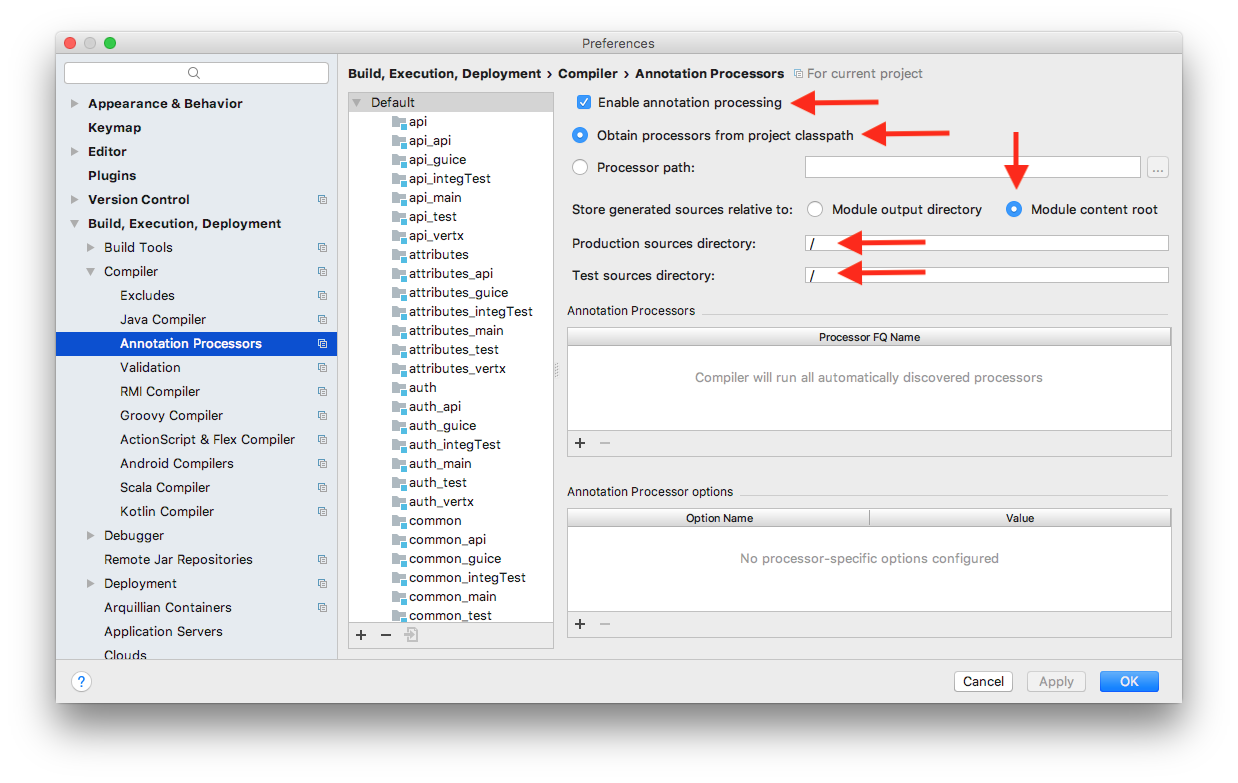 Preferences
Appearance & Behavior
Keymap
Editor
Plugins
Version Control
Build, Execution, Deployment
Build Tools
Compiler
Excludes
Java Compiler
Annotation Processors
Validation
RMI Compiler
Groovy Compiler
ActionScript & Flex Compiler
Android Compilers
Scala Compiler
Kotlin Compiler
Debugger
Remote Jar Repositories
Deployment
Arquillian Containers
Application Servers
Clouds
Build, Execution, Deployment › Compiler › Annotation Processors For current project
Default
api
api_api
api_guice
api_integTest
api_main
api_test
api_vertx
attributes
attributes_api
attributes_guice
attributes_integTest
attributes_main
attributes_test
attributes_vertx
auth
auth_api
auth_guice
auth_integTest
auth_main
auth_test
auth_vertx
common
common_api
common_guice
common_integTest
common_main
common_test
Enable annotation processing
Obtain processors from project classpath
Processor path: ...
Store generated sources relative to: Module output directory Module content root
Production sources directory: /
Test sources directory: /
Annotation Processors
Processor FQ Name
Compiler will run all automatically discovered processors
+ −
Annotation Processor options
Option Name Value
No processor-specific options configured
+ −
+ −
? Cancel Apply OK